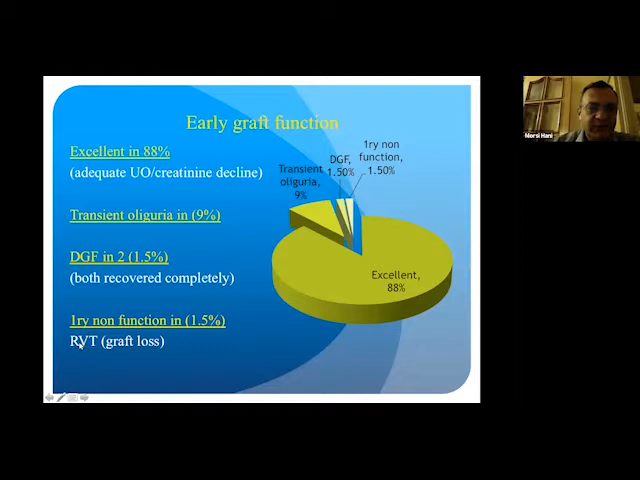 Early graft function
Excellent in 88%
(adequate UO/creatinine decline)
Transient oliguria in (9%)
DGF in 2 (1.5%)
(both recovered completely)
1ry non function in (1.5%)
RVT (graft loss)
Transient
oliguria,
9%
DGF,
1.50%
1ry non
function,
1.50%
Excellent,
88%
Morsi Hani